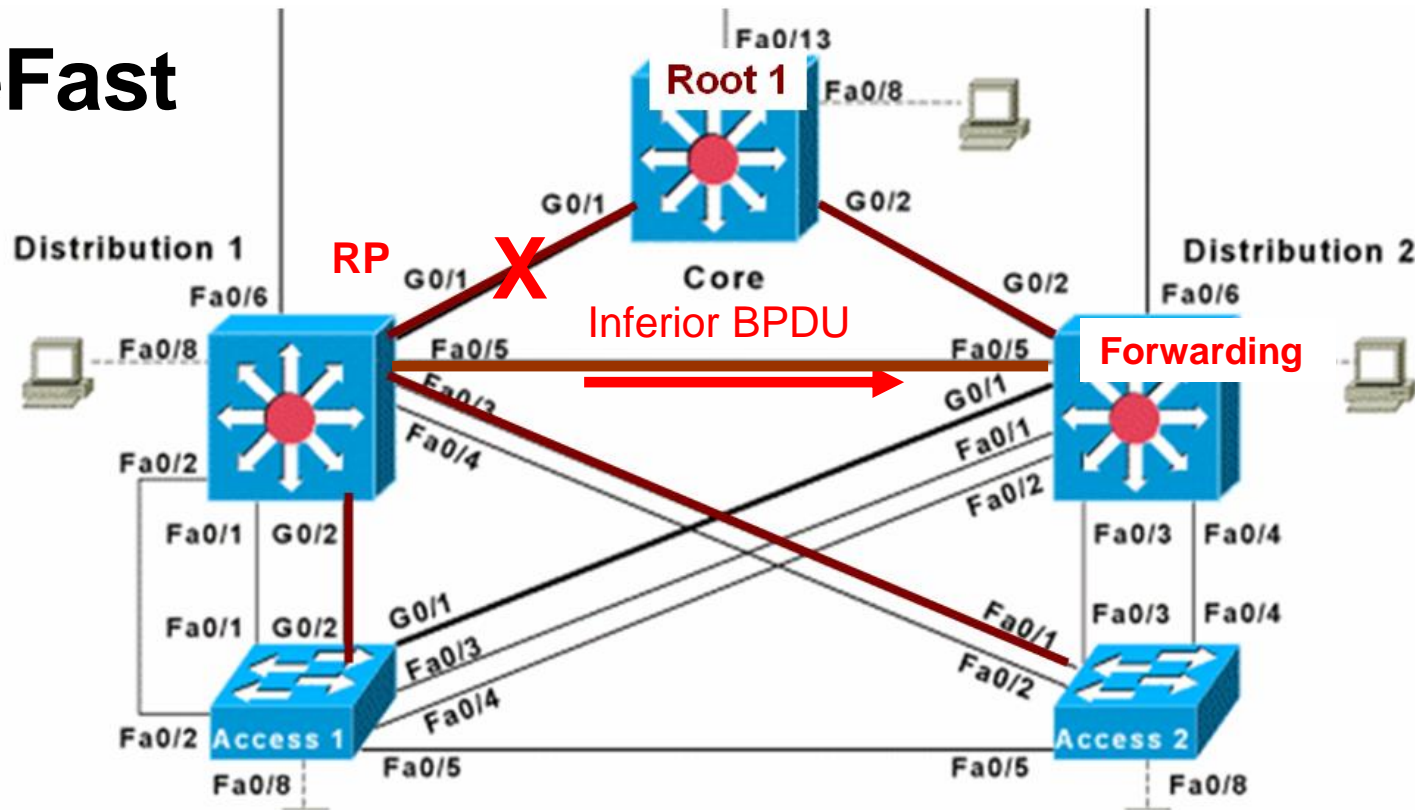 Fast
Fa0/13
Root 1
Fa0/8
G0/1
G0/2
Distribution 1
RP
G0/1
X
Core
G0/2
Distribution 2
Fa0/6
Inferior BPDU
Fa0/6
Fa0/8
Fa0/5
Fa0/5
Forwarding
Fa0/3
G0/1
Fa0/4
Fa0/1
Fa0/2
Fa0/2
Fa0/1
G0/2
Fa0/3
Fa0/4
G0/1
Fa0/1
G0/2
Fa0/1
Fa0/3
Fa0/4
Fa0/3
Fa0/2
Fa0/4
Fa0/2
Access 1
Access 2
Fa0/5
Fa0/5
Fa0/8
Fa0/8